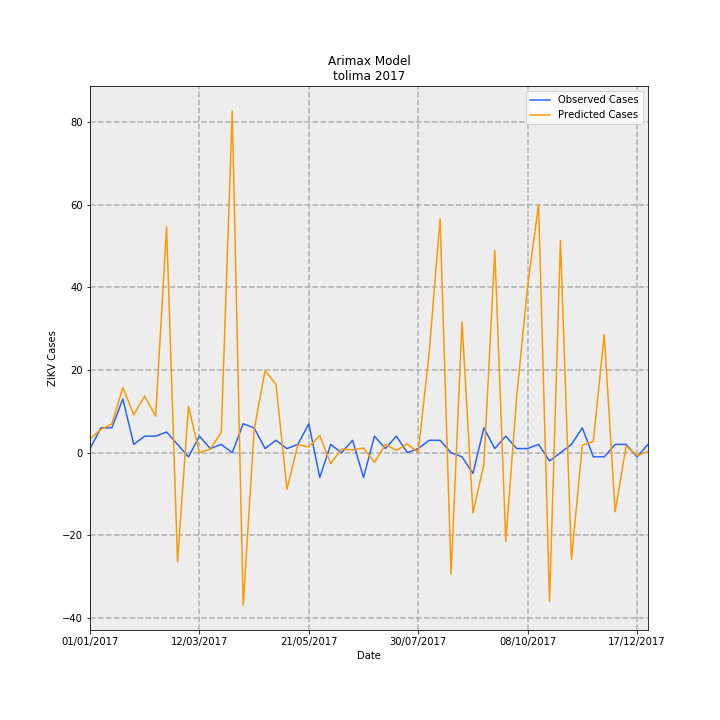 Arimax Model
tolima 2017
Observed Cases
Predicted Cases
ZIKV Cases
80
60
40
20
0
−20
−40
01/01/2017
12/03/2017
21/05/2017
30/07/2017
08/10/2017
17/12/2017
Date